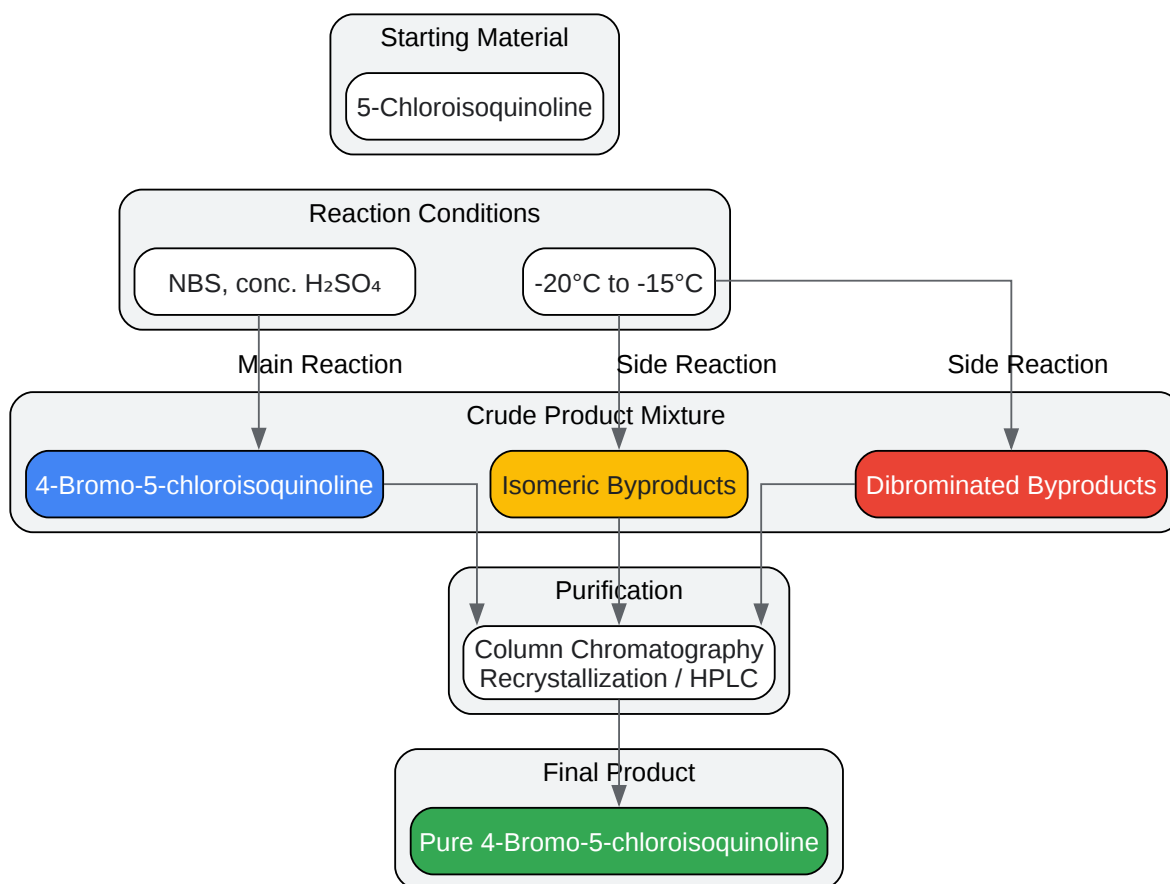 Starting Material
5-Chloroisoquinoline
Reaction Conditions
NBS, conc. H₂SO₄
-20°C to -15°C
Main Reaction
Side Reaction
Side Reaction
Crude Product Mixture
4-Bromo-5-chloroisoquinoline
Isomeric Byproducts
Dibrominated Byproducts
Purification
Column Chromatography
Recrystallization / HPLC
Final Product
Pure 4-Bromo-5-chloroisoquinoline